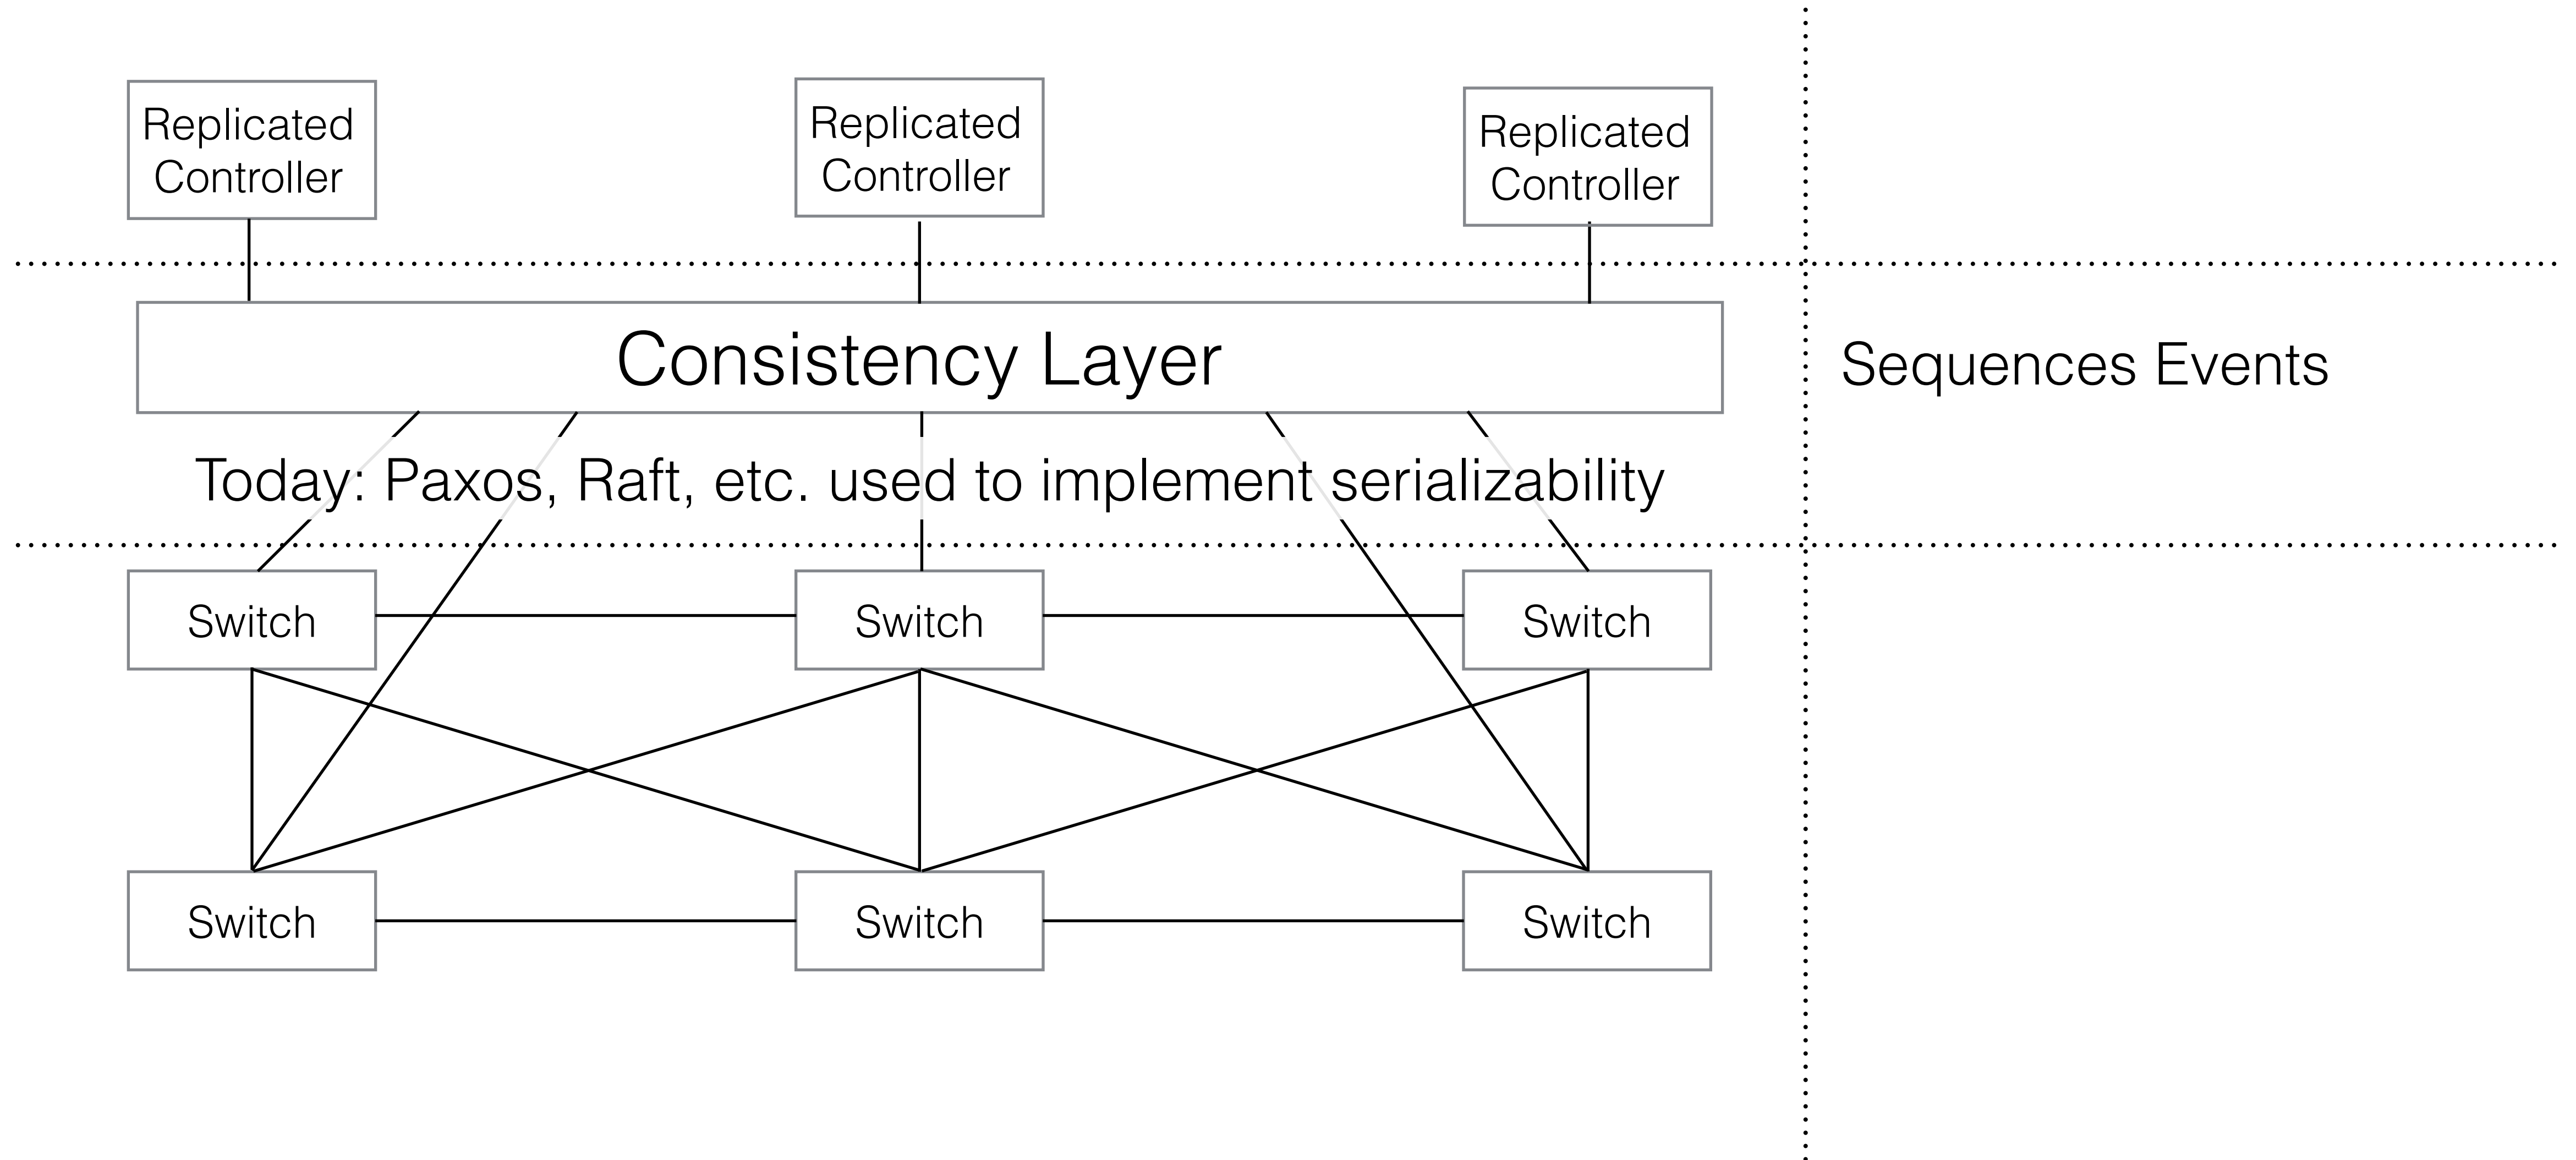 Replicated
Controller
Replicated
Controller
Replicated
Controller
Consistency Layer
Sequences Events
Today: Paxos, Raft, etc. used to implement serializability
Switch
Switch
Switch
Switch
Switch
Switch